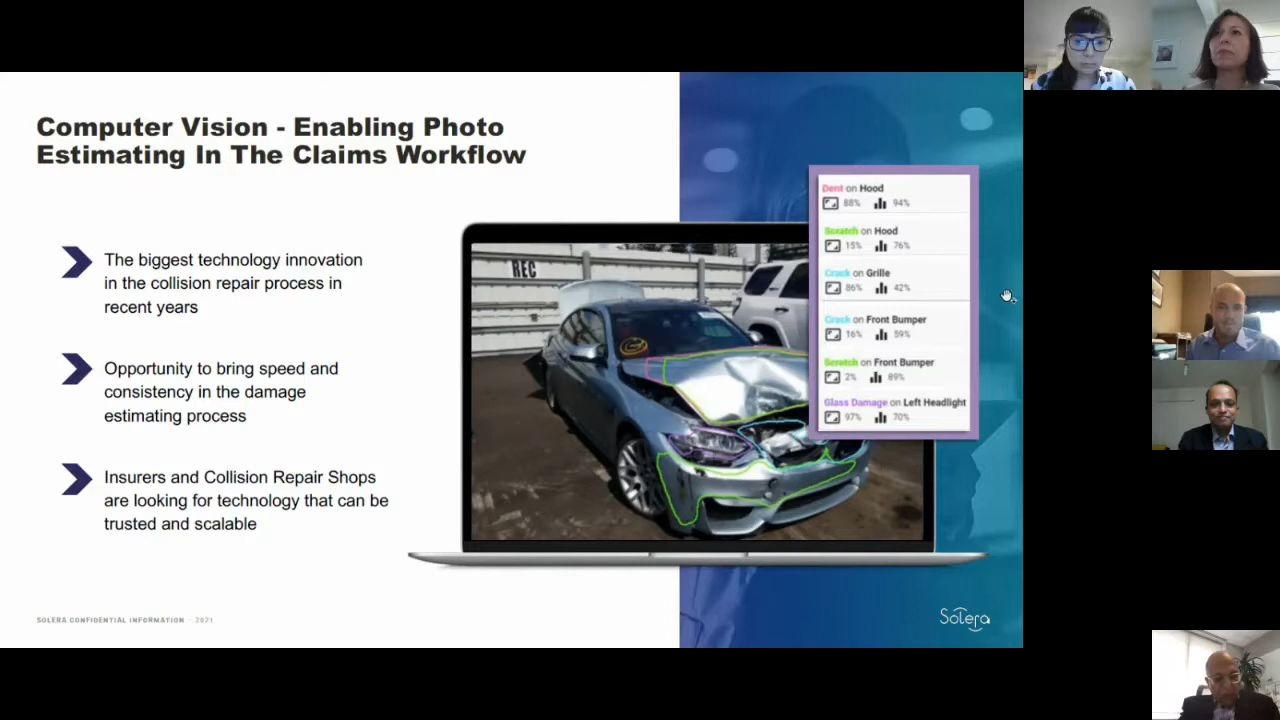 Computer Vision - Enabling Photo
Estimating In The Claims Workflow
The biggest technology innovation
in the collision repair process in
recent years
Opportunity to bring speed and
consistency in the damage
estimating process
Insurers and Collision Repair Shops
are looking for technology that can be
trusted and scalable
REC
Dent on Hood
88% 94%
Scratch on Hood
15% 76%
Crack on Grille
86% 42%
Crack on Front Bumper
16% 59%
Scratch on Front Bumper
2% 89%
Glass Damage on Left Headlight
97% 70%
SOLERA CONFIDENTIAL INFORMATION - 2021
Solera